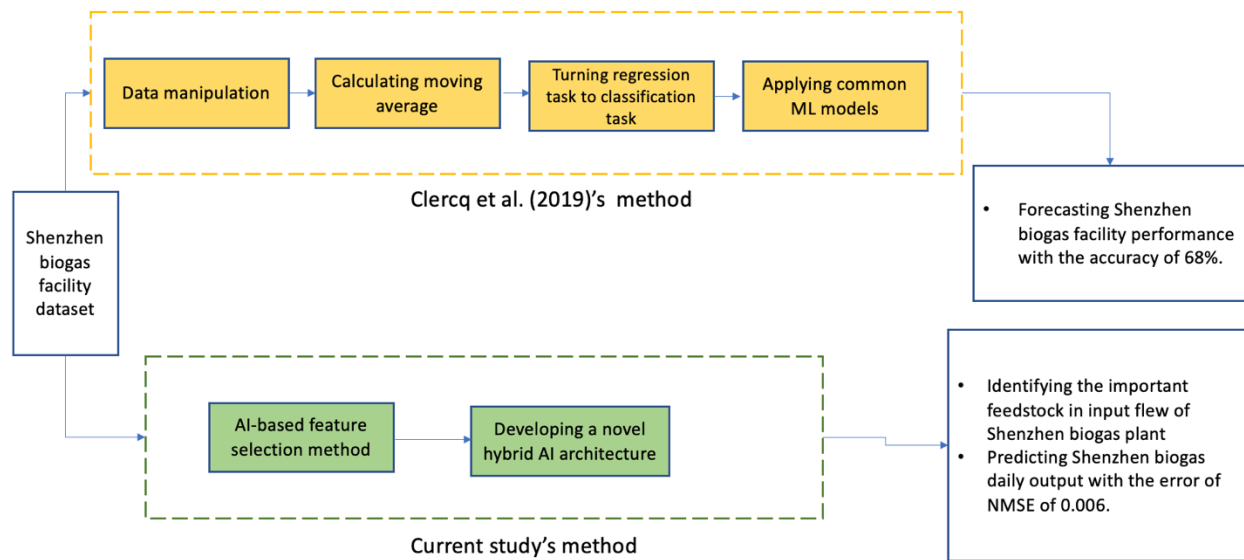 Data manipulation
Calculating moving
average
Turning regression
task to classification
task
Applying common
ML models
Clercq et al. (2019)'s method
Shenzhen
biogas
facility
dataset
• Forecasting Shenzhen
biogas facility performance
with the accuracy of 68%.
AI-based feature
selection method
Developing a novel
hybrid AI architecture
Current study's method
• Identifying the important
feedstock in input flew of
Shenzhen biogas plant
• Predicting Shenzhen biogas
daily output with the error of
NMSE of 0.006.